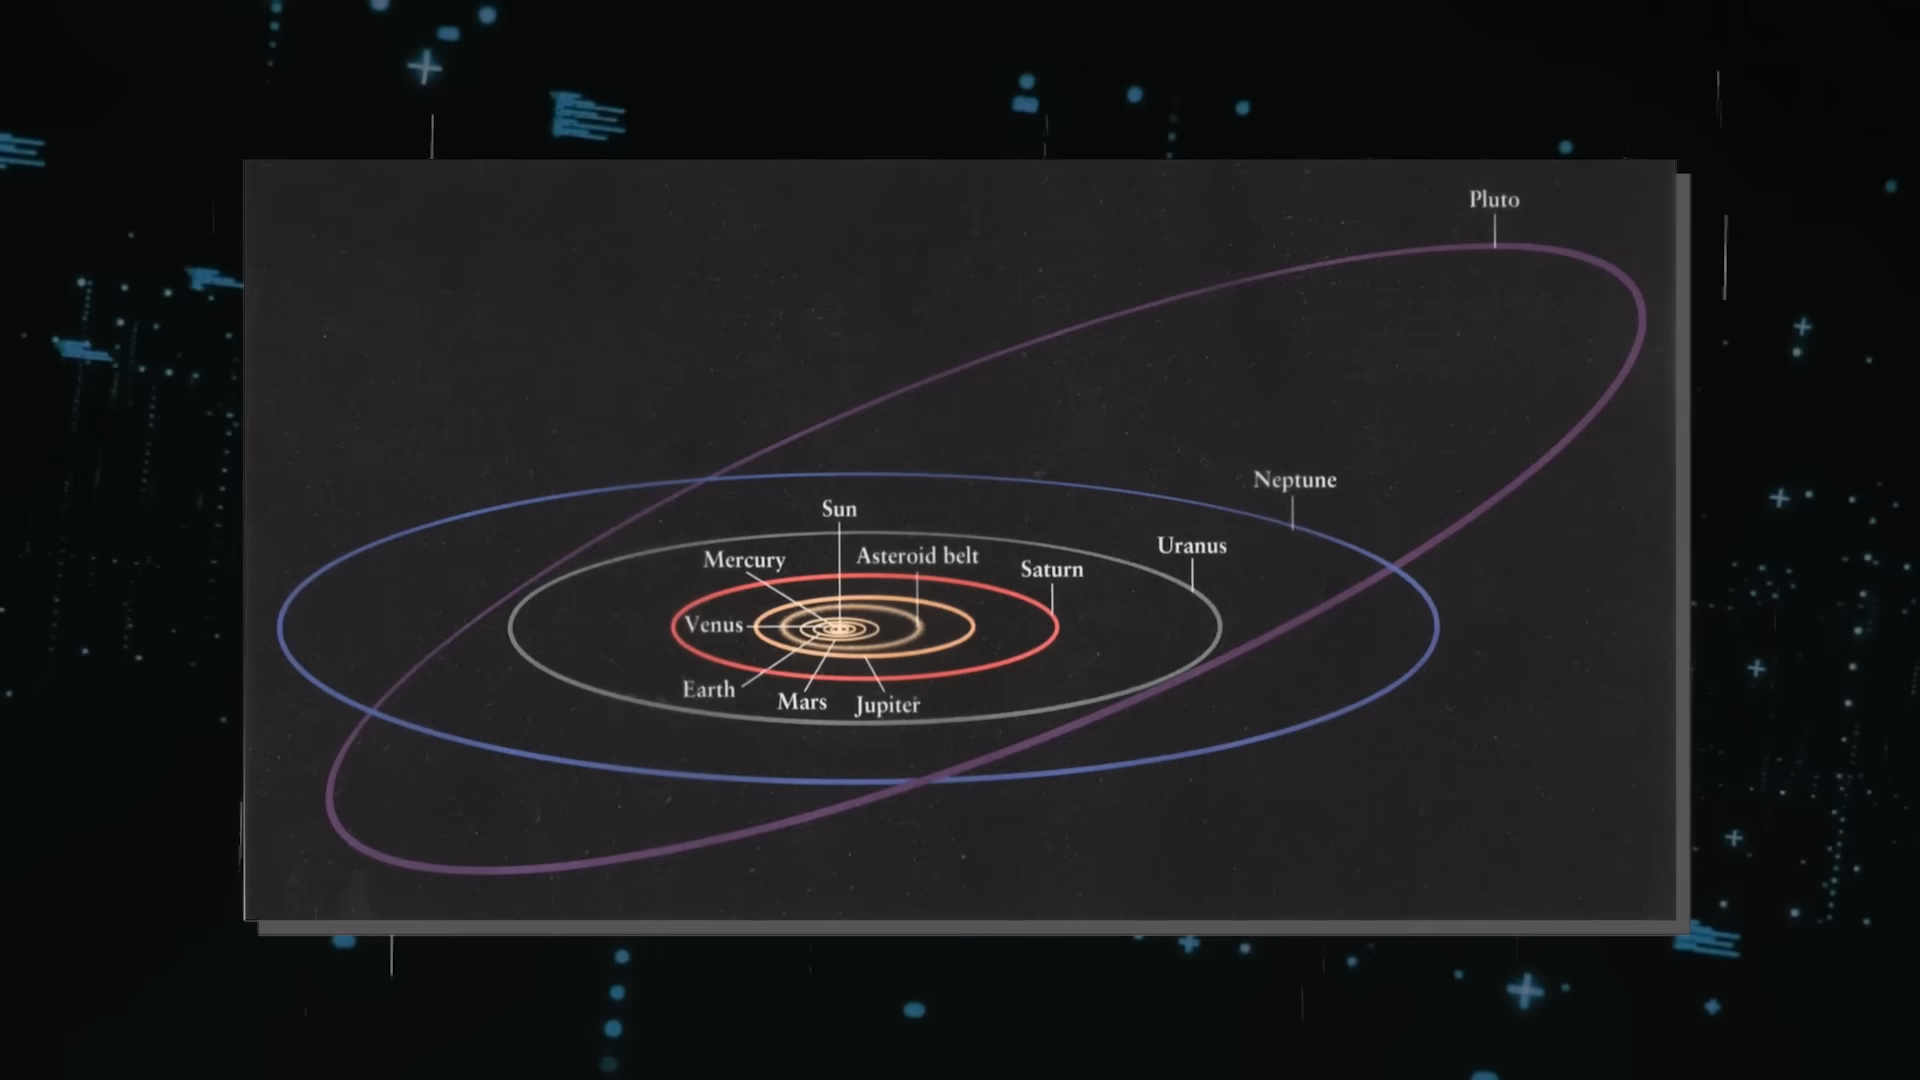 Pluto
Neptune
Sun
Uranus
Mercury
Asteroid belt
Saturn
Venus
Earth
Mars
Jupiter